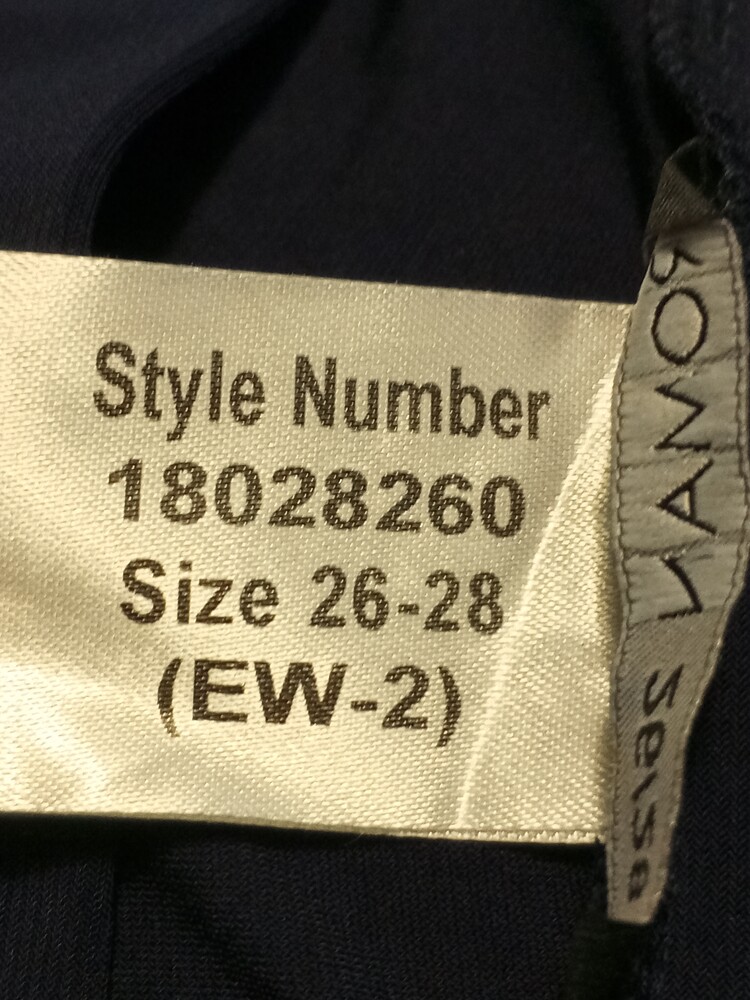 Style Number
18028260
Size 26-28
(EW-2)